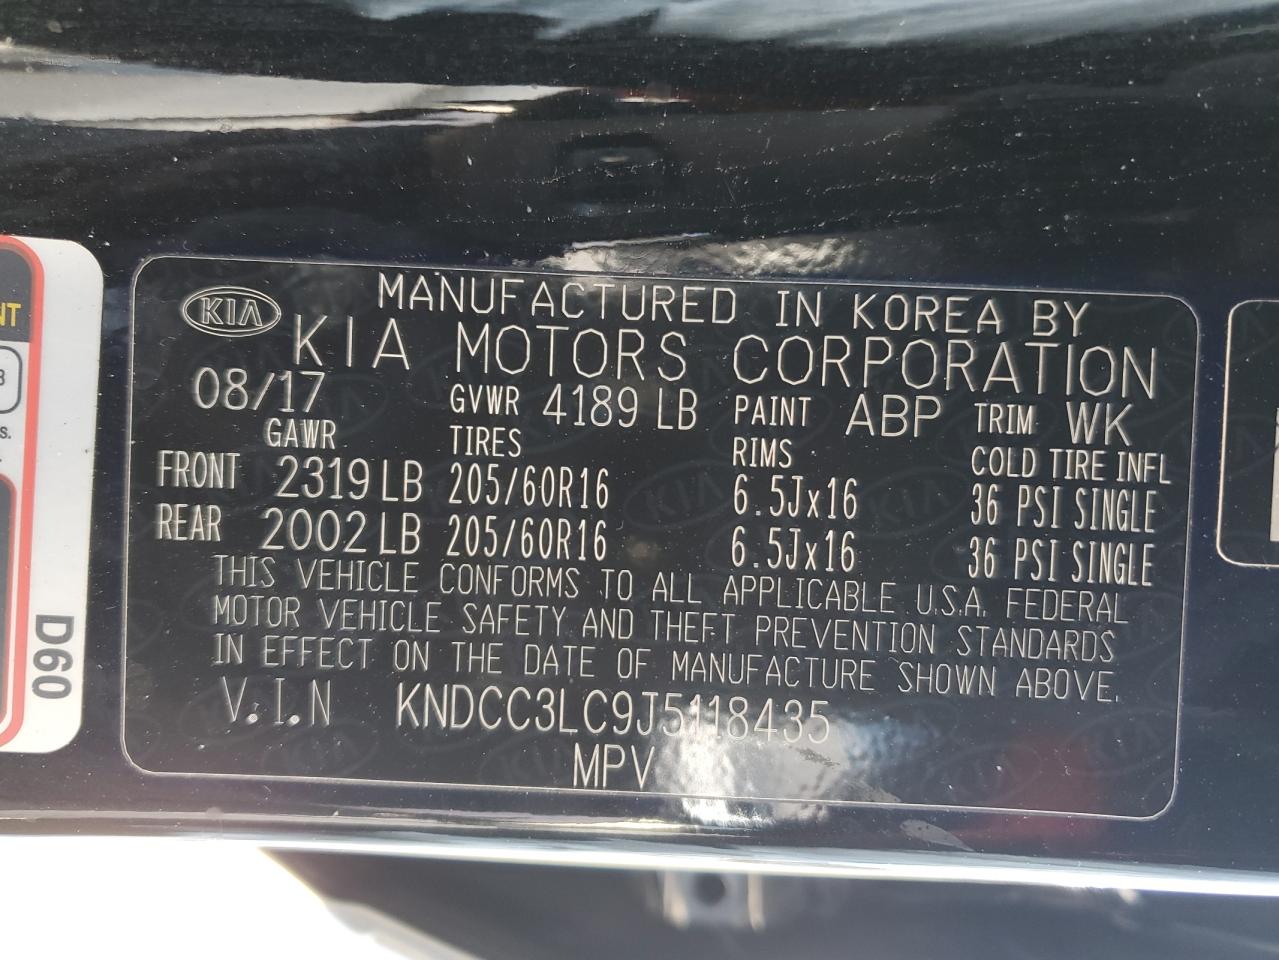 MANUFACTURED IN KOREA BY
KIA
KIA MOTORS CORPORATION
08/17 GVWR 4189 LB PAINT ABP TRIM WK
GAWR TIRES RIMS COLD TIRE INFL
FRONT 2319 LB 205/60R16 6.5Jx16 36 PSI SINGLE
REAR 2002 LB 205/60R16 6.5Jx16 36 PSI SINGLE
THIS VEHICLE CONFORMS TO ALL APPLICABLE U.S.A. FEDERAL
MOTOR VEHICLE SAFETY AND THEFT PREVENTION STANDARDS
IN EFFECT ON THE DATE OF MANUFACTURE SHOWN ABOVE.
V.I.N KNDCC3LC9J5118435
MPV
D60